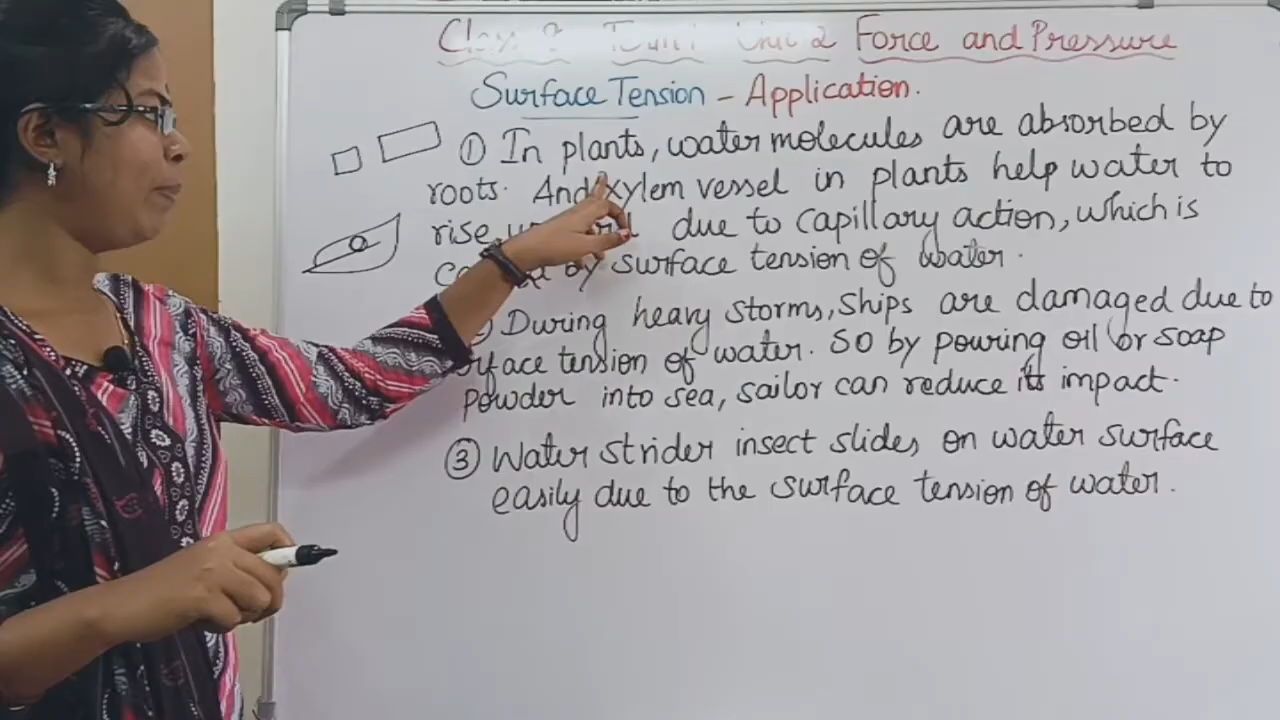 Force and Pressure
Surface Tension - Application.
① In plants, water molecules are absorbed by
roots. And xylem vessel in plants help water to
rise due to capillary action, which is
by surface tension of water.
During heavy storms, ships are damaged due to
tension of water. So by pouring oil or soap
powder into sea, sailor can reduce its impact.
③ Water strider insect slides on water surface
easily due to the surface tension of water.